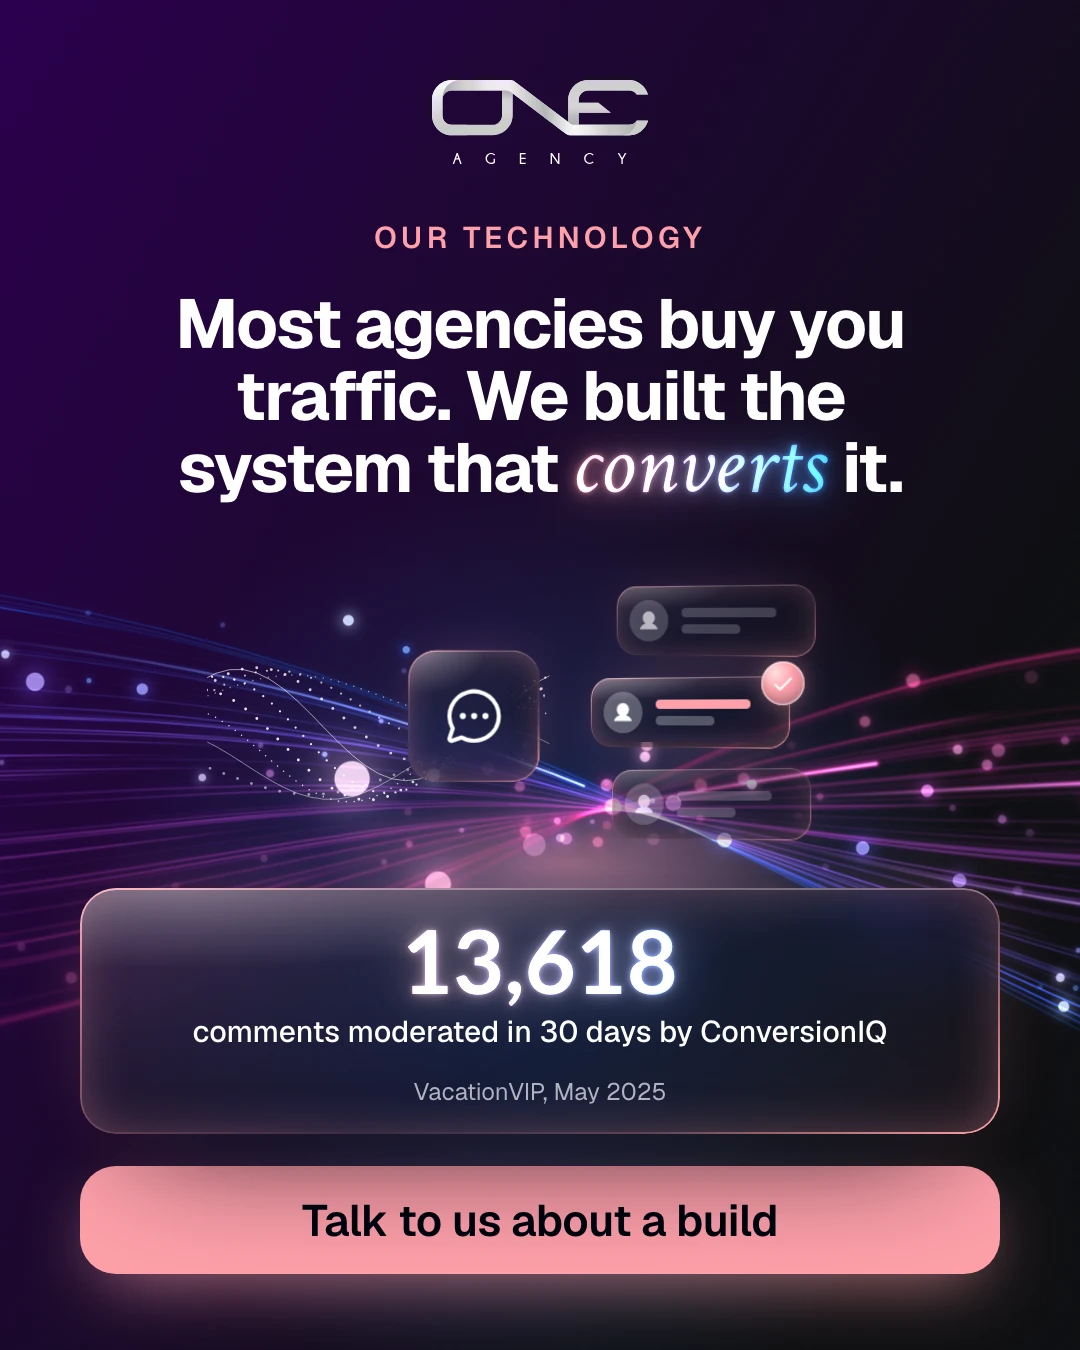 ONE
AGENCY
OUR TECHNOLOGY
Most agencies buy you
traffic. We built the
system that converts it.
13,618
comments moderated in 30 days by ConversionIQ
VacationVIP, May 2025
Talk to us about a build